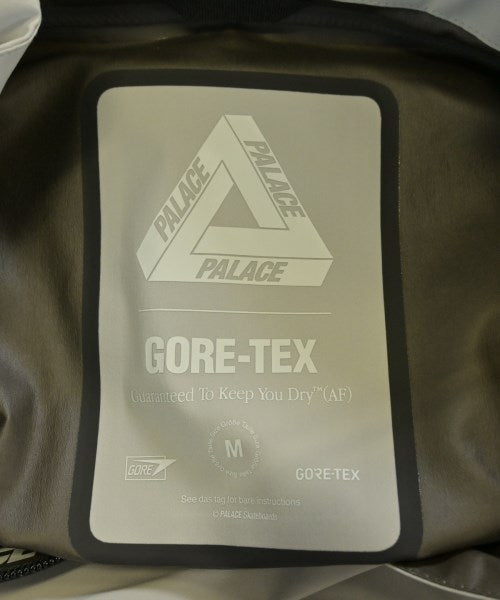 PALACE
PALACE
PALACE
GORE-TEX
Guaranteed To Keep You Dry™(AF)
M
GORE
GORE-TEX
See das tag for bare instructions
© PALACE Skateboards